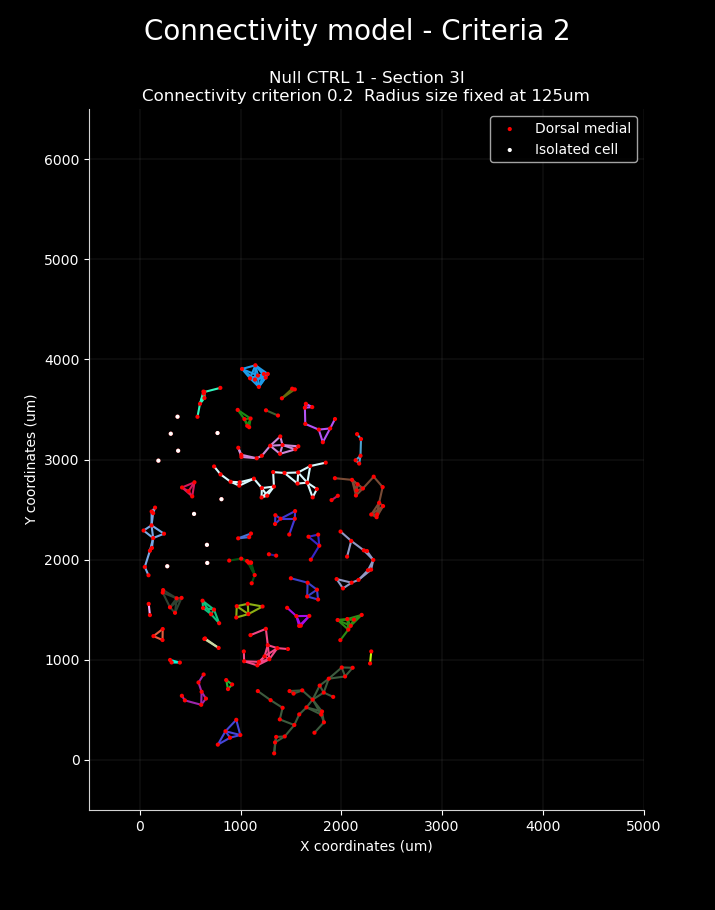 Connectivity model - Criteria 2
Null CTRL 1 - Section 3I
Connectivity criterion 0.2  Radius size fixed at 125um
Dorsal medial
Isolated cell
6000
5000
4000
3000
2000
1000
0
Y coordinates (um)
0 1000 2000 3000 4000 5000
X coordinates (um)